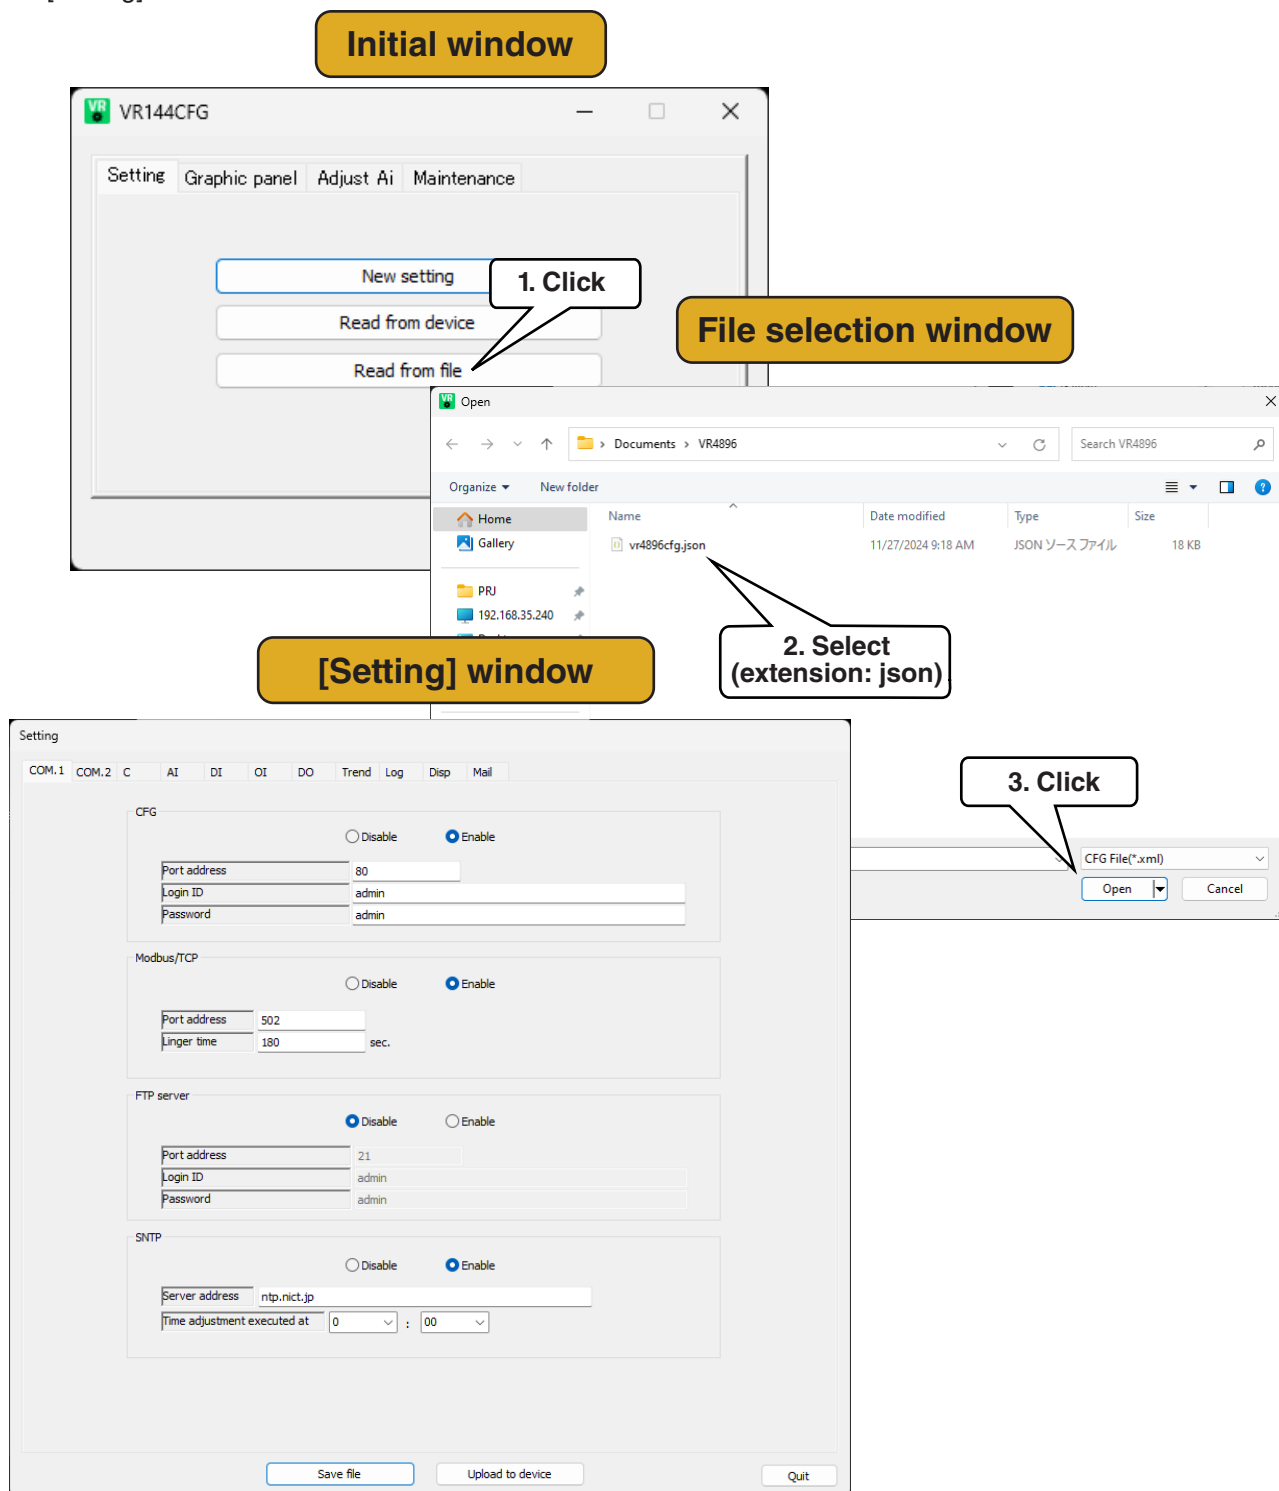 Initial window
VR144CFG
Setting Graphic panel Adjust Ai Maintenance
New setting
1. Click
Read from device
Read from file
File selection window
Open
Documents > VR4896
Search VR4896
Organize New folder
Name Date modified Type Size
Home
Gallery
vr4896cfg.json 11/27/2024 9:18 AM JSON ソース ファイル 18 KB
PRJ
192.168.35.240
2. Select
(extension: json)
[Setting] window
Setting
COM.1 COM.2 C AI DI OI DO Trend Log Disp Mail
3. Click
CFG File(*.xml)
Open Cancel
CFG
Disable Enable
Port address 80
Login ID admin
Password admin
Modbus/TCP
Disable Enable
Port address 502
Linger time 180 sec.
FTP server
Disable Enable
Port address 21
Login ID admin
Password admin
SNTP
Disable Enable
Server address ntp.nict.jp
Time adjustment executed at 0 : 00
Save file Upload to device Quit